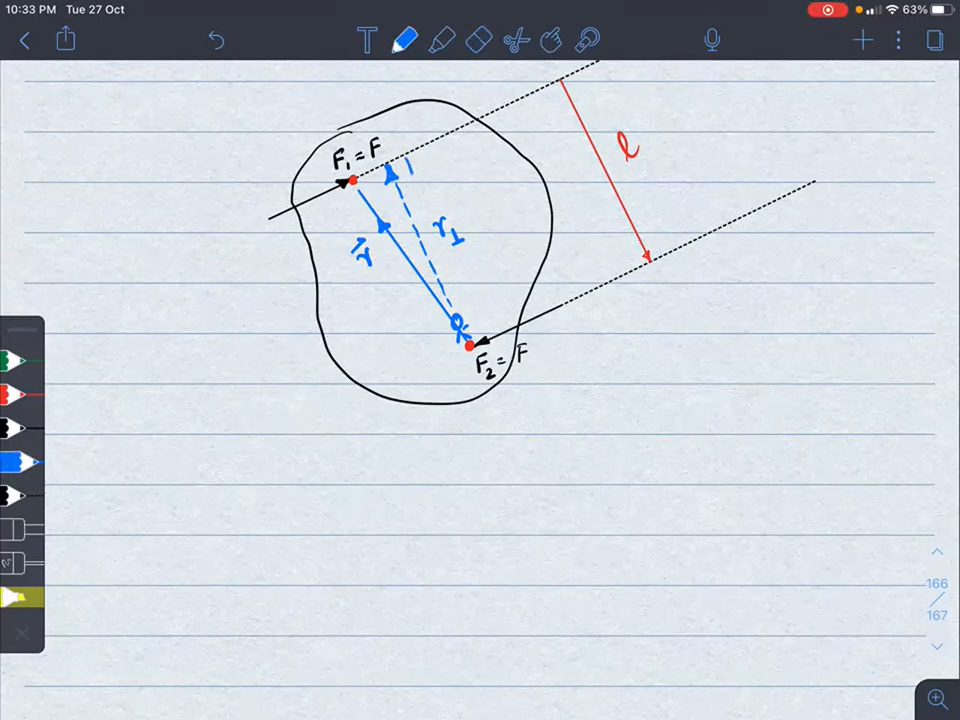 10:33 PM Tue 27 Oct
63%
T
F₁ = F
l
r⊥
r⃗
F₂ = F
166
167